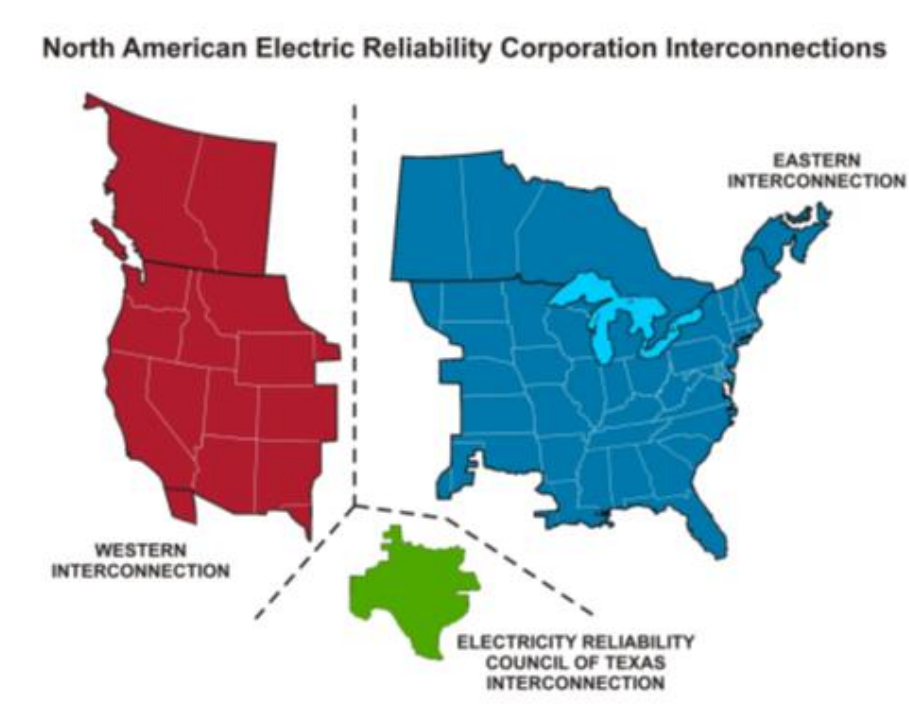 North American Electric Reliability Corporation Interconnections
EASTERN
INTERCONNECTION
WESTERN
INTERCONNECTION
ELECTRICITY RELIABILITY
COUNCIL OF TEXAS
INTERCONNECTION